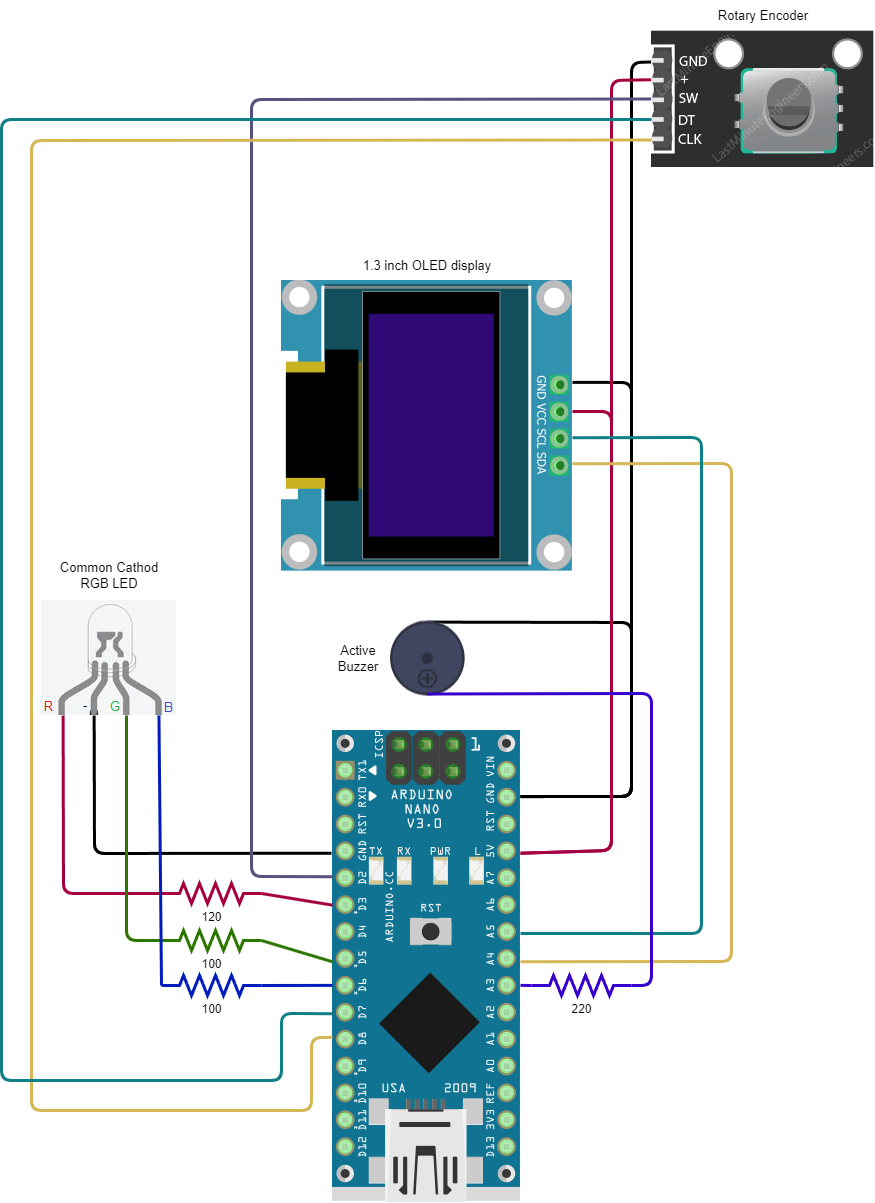 Rotary Encoder
GND
+
SW
DT
CLK
LastMinuteEngineers.com
LastMinuteEngineers.com
1.3 inch OLED display
GND VCC SCL SDA
Common Cathod
RGB LED
R
-
G
B
Active
Buzzer
ICSP
1
ARDUINO
NANO
V3.0
TX1
RX0
RST
GND
D2
D3
D4
D5
D6
D7
D8
D9
D10
D11
D12
VIN
GND
RST
5V
A7
A6
A5
A4
A3
A2
A1
A0
REF
3V3
D13
TX
RX
PWR
L
ARDUINO.CC
RST
USA
2009
120
100
100
220